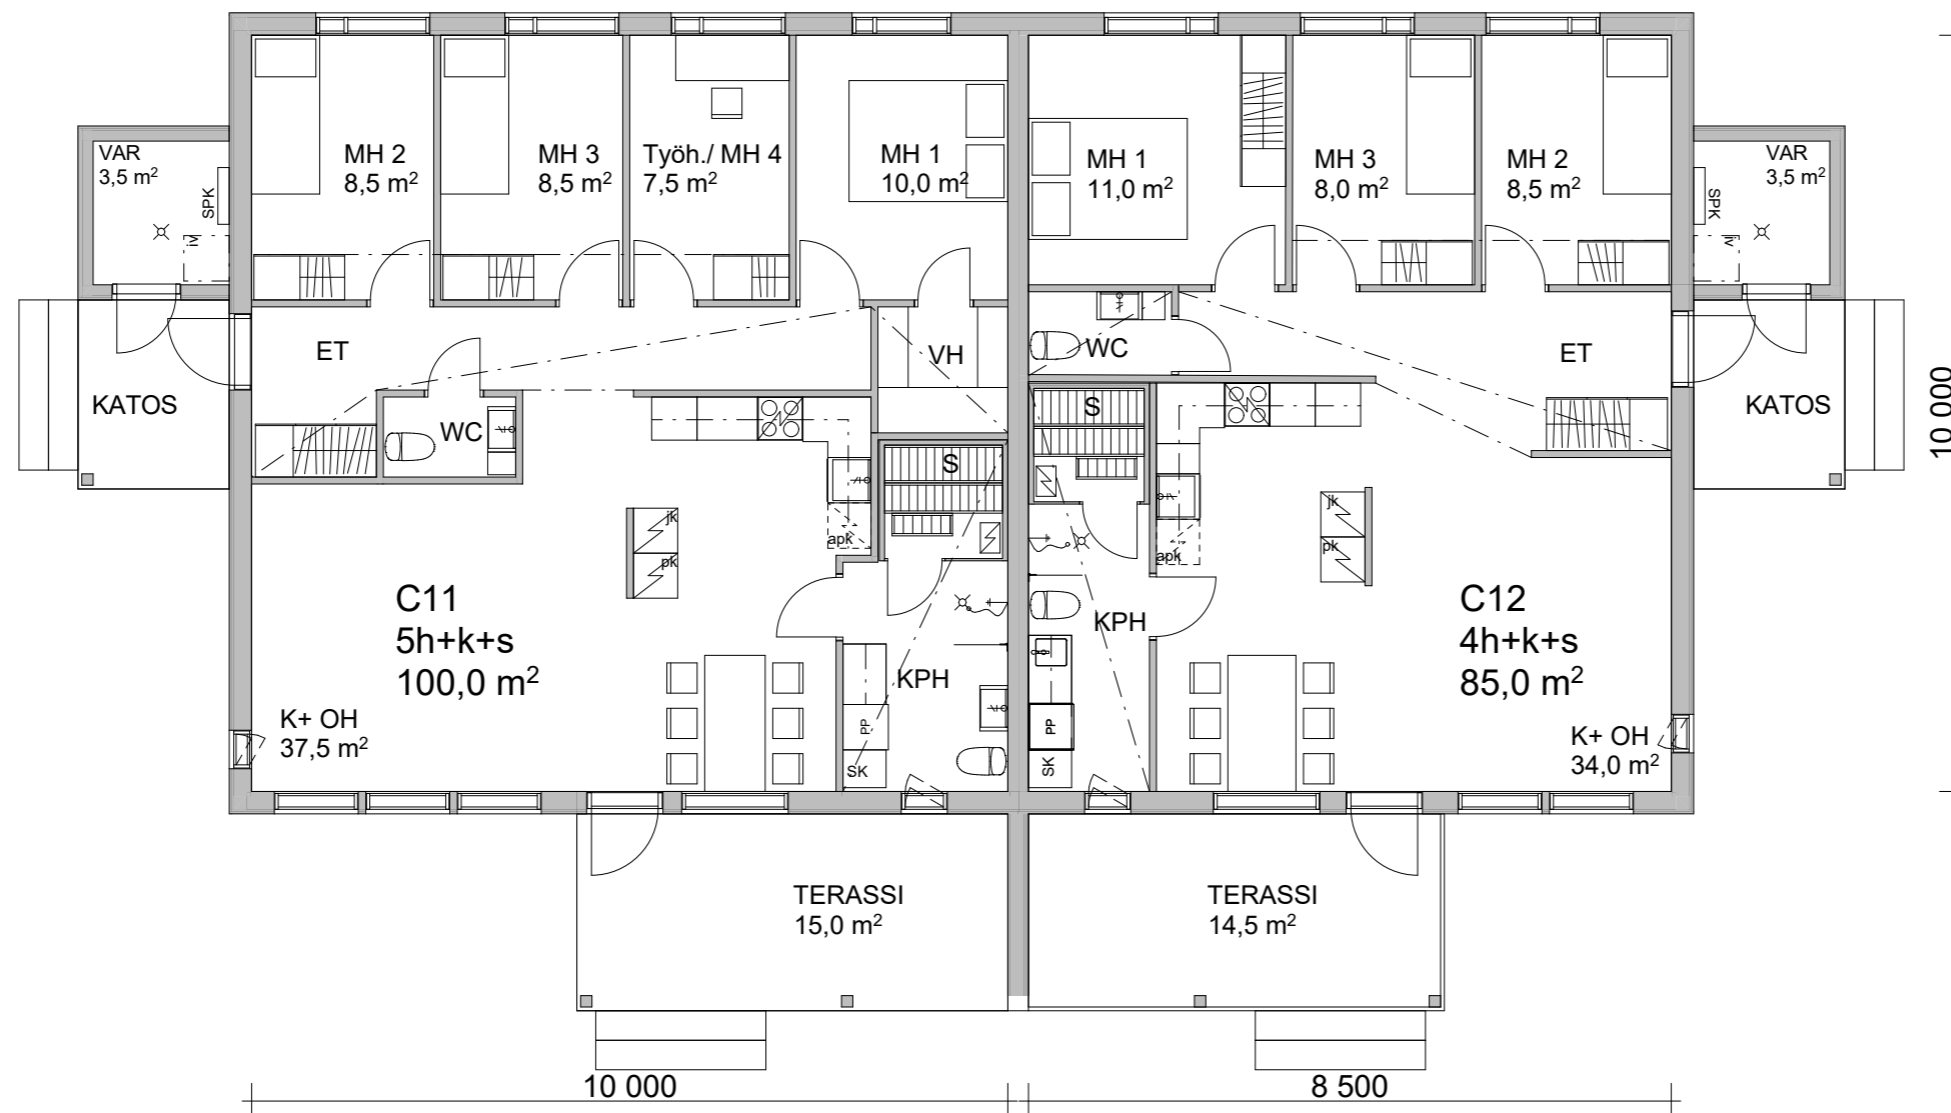 VAR
3,5 m²
SPK
iv
MH 2
8,5 m²
MH 3
8,5 m²
Työh./ MH 4
7,5 m²
MH 1
10,0 m²
MH 1
11,0 m²
MH 3
8,0 m²
MH 2
8,5 m²
VAR
3,5 m²
SPK
iv
KATOS
ET
WC
VH
WC
ET
KATOS
10 000
S
S
jk
pk
apk
jk
pk
apk
C11
5h+k+s
100,0 m²
K+ OH
37,5 m²
KPH
PP
SK
KPH
PP
SK
C12
4h+k+s
85,0 m²
K+ OH
34,0 m²
TERASSI
15,0 m²
TERASSI
14,5 m²
10 000
8 500